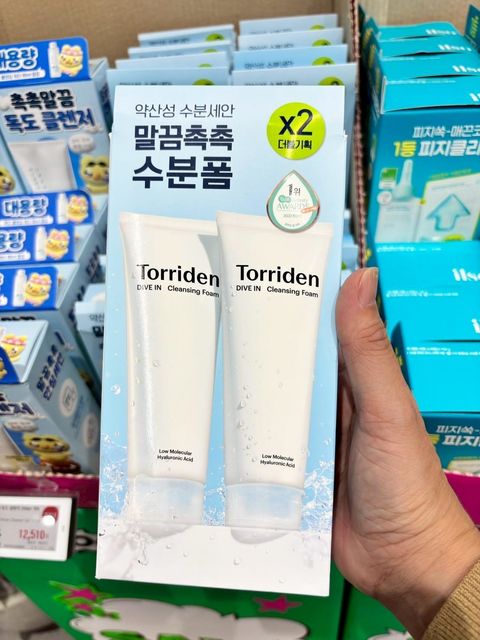 약산성 수분세안
말끔촉촉
수분폼
x2
더블기획
AWARDS
Torriden
DIVE IN Cleansing Foam
Low Molecular
Hyaluronic Acid
Torriden
DIVE IN Cleansing Foam
Low Molecular
Hyaluronic Acid
대용량
촉촉말끔
독도 클렌저
대용량
12,510
피지쏙-매끈코
1등 피지클리